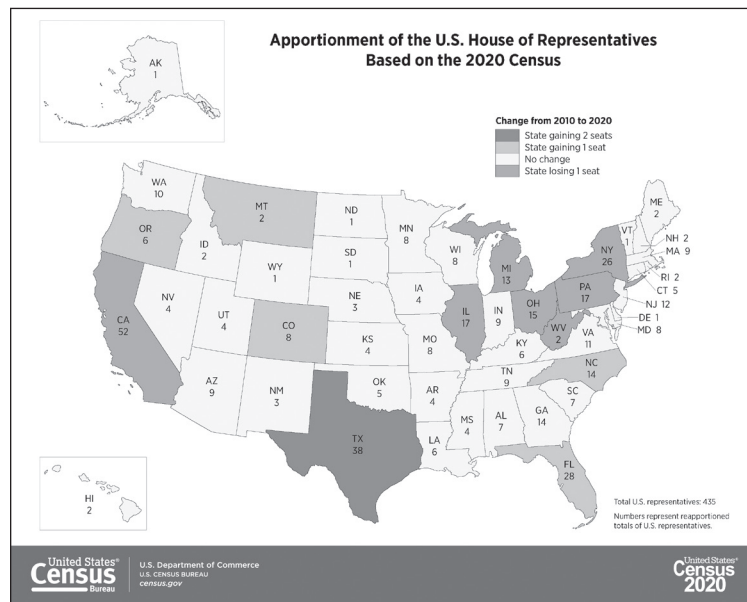 Apportionment of the U.S. House of Representatives
Based on the 2020 Census
AK
1
Change from 2010 to 2020
State gaining 2 seats
State gaining 1 seat
No change
State losing 1 seat
WA
10
MT
2
ND
1
MN
8
ME
2
VT
1
NH 2
MA 9
OR
6
ID
2
SD
1
WI
8
MI
13
NY
26
RI 2
CT 5
WY
1
IA
4
PA
17
NJ 12
DE 1
MD 8
NV
4
UT
4
CO
8
NE
3
IL
17
IN
9
OH
15
WV
2
VA
11
CA
52
KS
4
MO
8
KY
6
NC
14
AZ
9
NM
3
OK
5
AR
4
TN
9
SC
7
MS
4
AL
7
GA
14
TX
38
LA
6
FL
28
HI
2
Total U.S. representatives: 435
Numbers represent reapportioned
totals of U.S. representatives.
United States®
Census
Bureau
U.S. Department of Commerce
U.S. CENSUS BUREAU
census.gov
United States®
Census
2020